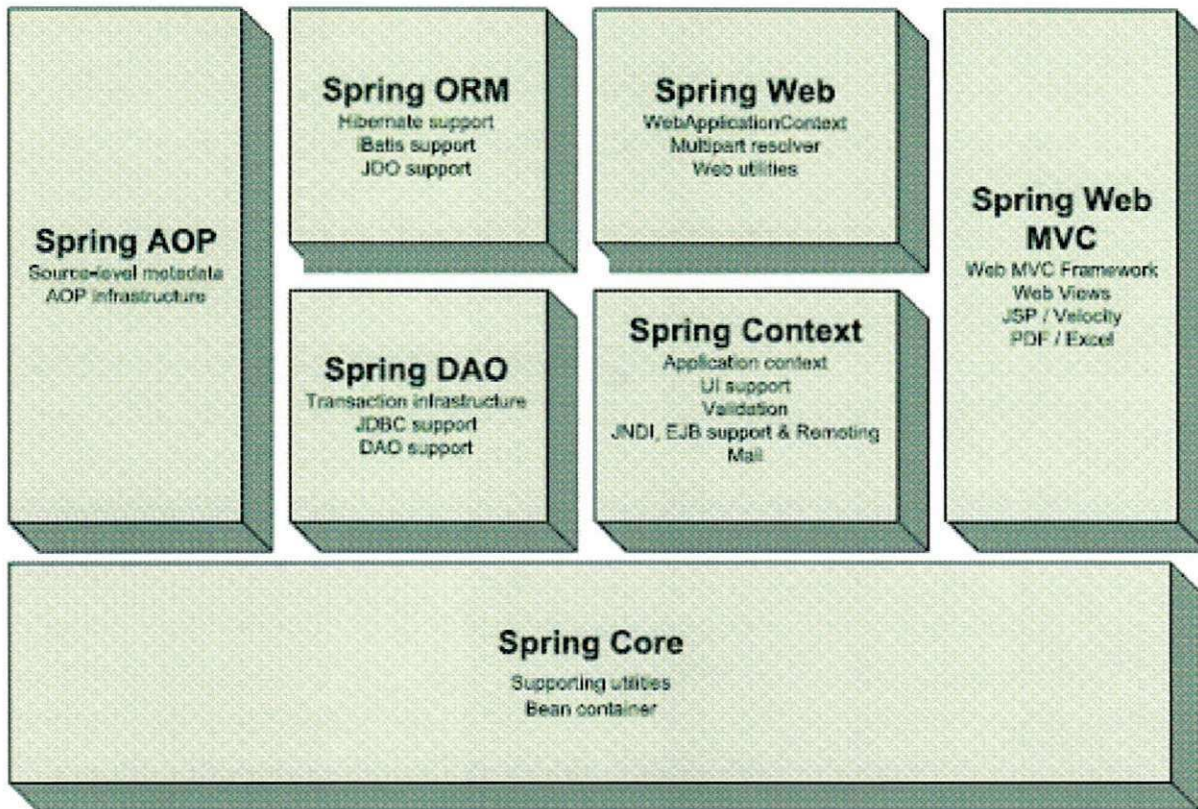 Spring AOP
Source-level metadata
AOP infrastructure
Spring ORM
Hibernate support
iBatis support
JDO support
Spring Web
WebApplicationContext
Multipart resolver
Web utilities
Spring Web
MVC
Web MVC Framework
Web Views
JSP / Velocity
PDF / Excel
Spring DAO
Transaction infrastructure
JDBC support
DAO support
Spring Context
Application context
UI support
Validation
JNDI, EJB support & Remoting
Mail
Spring Core
Supporting utilities
Bean container